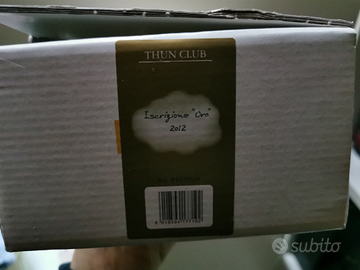 THUN CLUB
Iscrizione "Oro"
2012
subito